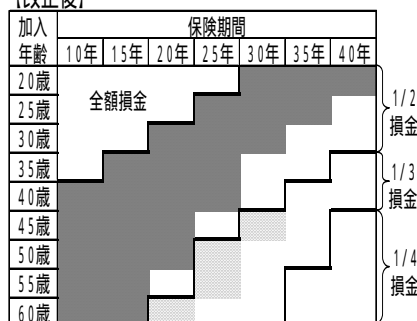 【改正後】
加入年齢 保険期間
10年 15年 20年 25年 30年 35年 40年
20歳
25歳 全額損金 1/2損金
30歳
35歳 1/3損金
40歳
45歳
50歳 1/4損金
55歳
60歳